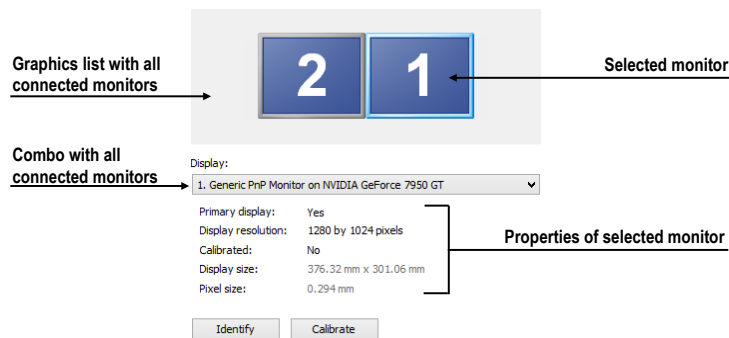 Graphics list with all
connected monitors
2
1
Selected monitor
Combo with all
connected monitors
Display:
1. Generic PnP Monitor on NVIDIA GeForce 7950 GT
Primary display: Yes
Display resolution: 1280 by 1024 pixels
Calibrated: No
Display size: 376.32 mm x 301.06 mm
Pixel size: 0.294 mm
Properties of selected monitor
Identify
Calibrate